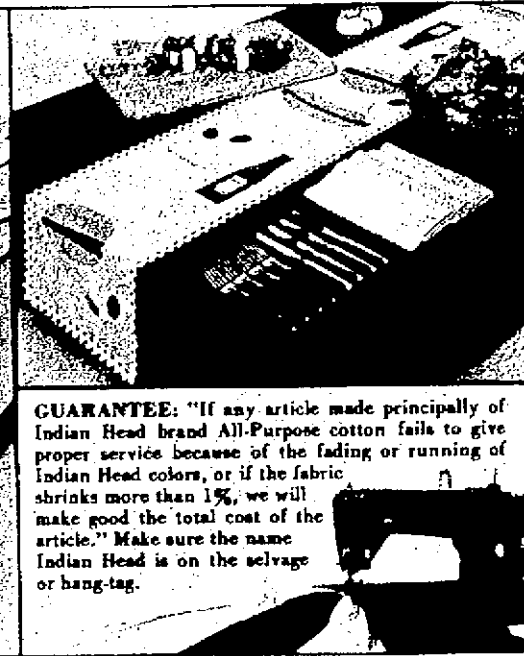 GUARANTEE: "If any article made principally of
Indian Head brand All-Purpose cotton fails to give
proper service because of the fading or running of
Indian Head colors, or if the fabric
shrinks more than 1%, we will
make good the total cost of the
article." Make sure the name
Indian Head is on the selvage
or hang-tag.